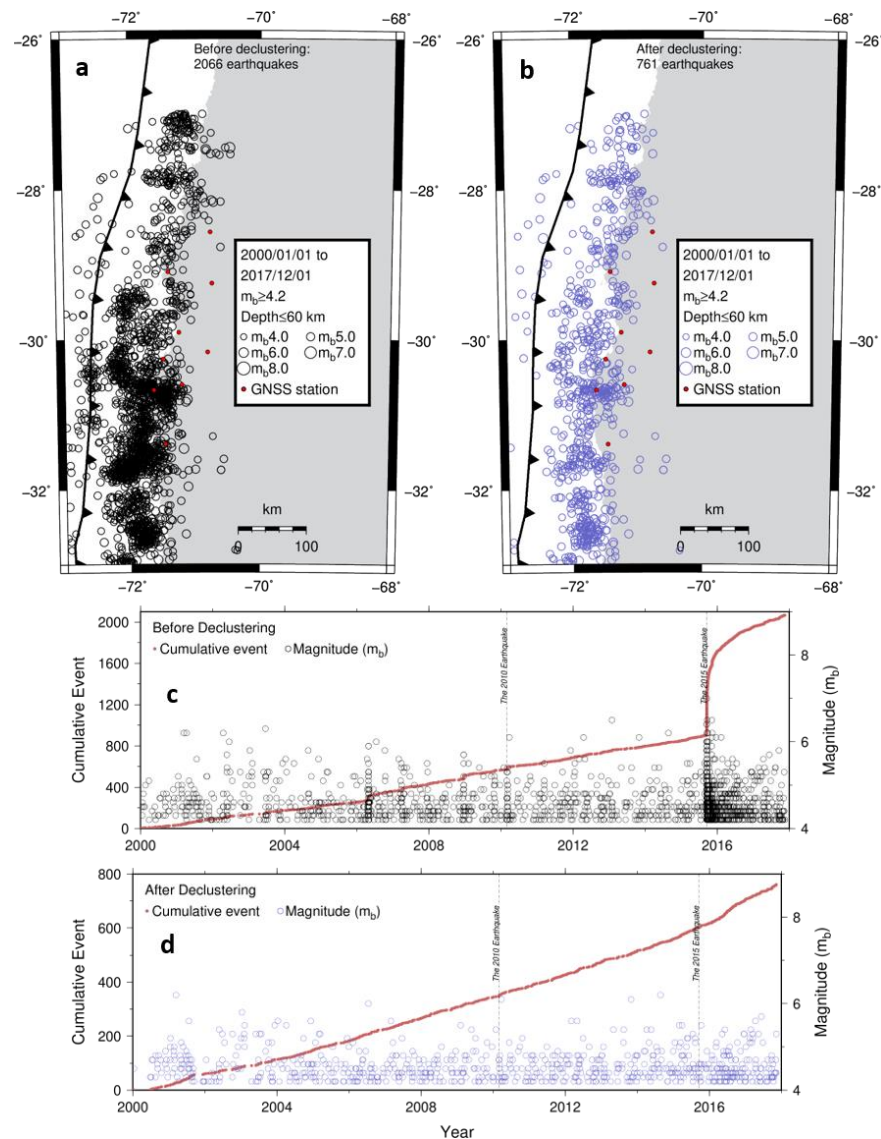 −72° −70° −68°
−26°
a
Before declustering:
2066 earthquakes
−28°
2000/01/01 to
2017/12/01
mb≥4.2
Depth≤60 km
mb4.0 mb5.0
mb6.0 mb7.0
mb8.0
GNSS station
−30°
−32°
km
0 100
−72° −70° −68°
−72° −70° −68°
−26° −26°
b
After declustering:
761 earthquakes
−28° −28°
2000/01/01 to
2017/12/01
mb≥4.2
Depth≤60 km
mb4.0 mb5.0
mb6.0 mb7.0
mb8.0
GNSS station
−30° −30°
−32° −32°
km
0 100
−72° −70° −68°
Before Declustering
Cumulative event Magnitude (mb)
c
The 2010 Earthquake
The 2015 Earthquake
Cumulative Event
2000
1600
1200
800
400
0
Magnitude (mb)
8
6
4
2000 2004 2008 2012 2016
After Declustering
Cumulative event Magnitude (mb)
d
The 2010 Earthquake
The 2015 Earthquake
Cumulative Event
800
600
400
200
0
Magnitude (mb)
8
6
4
2000 2004 2008 2012 2016
Year